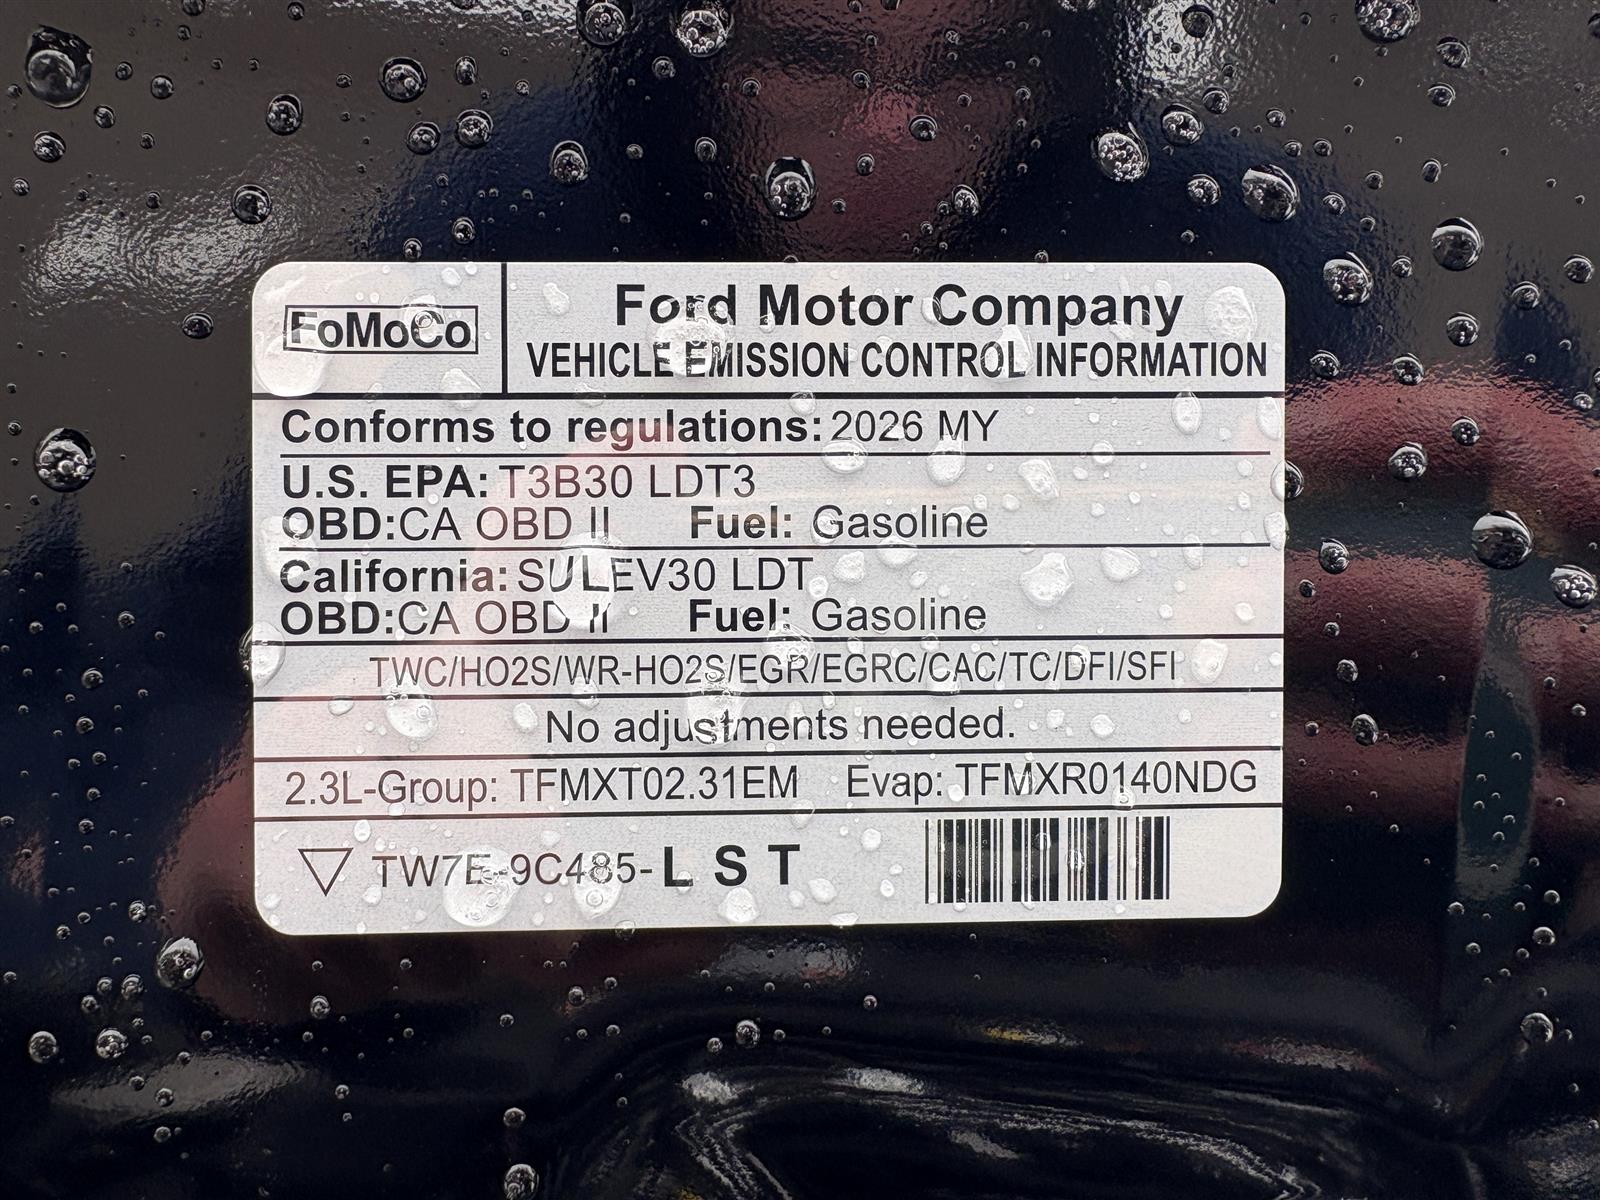 FoMoCo
Ford Motor Company
VEHICLE EMISSION CONTROL INFORMATION
Conforms to regulations: 2026 MY
U.S. EPA: T3B30 LDT3
OBD:CA OBD II Fuel: Gasoline
California: SULEV30 LDT
OBD:CA OBD II Fuel: Gasoline
TWC/HO2S/WR-HO2S/EGR/EGRC/CAC/TC/DFI/SFI
No adjustments needed.
2.3L-Group: TFMXT02.31EM Evap: TFMXR0140NDG
TW7E-9C485-L S T